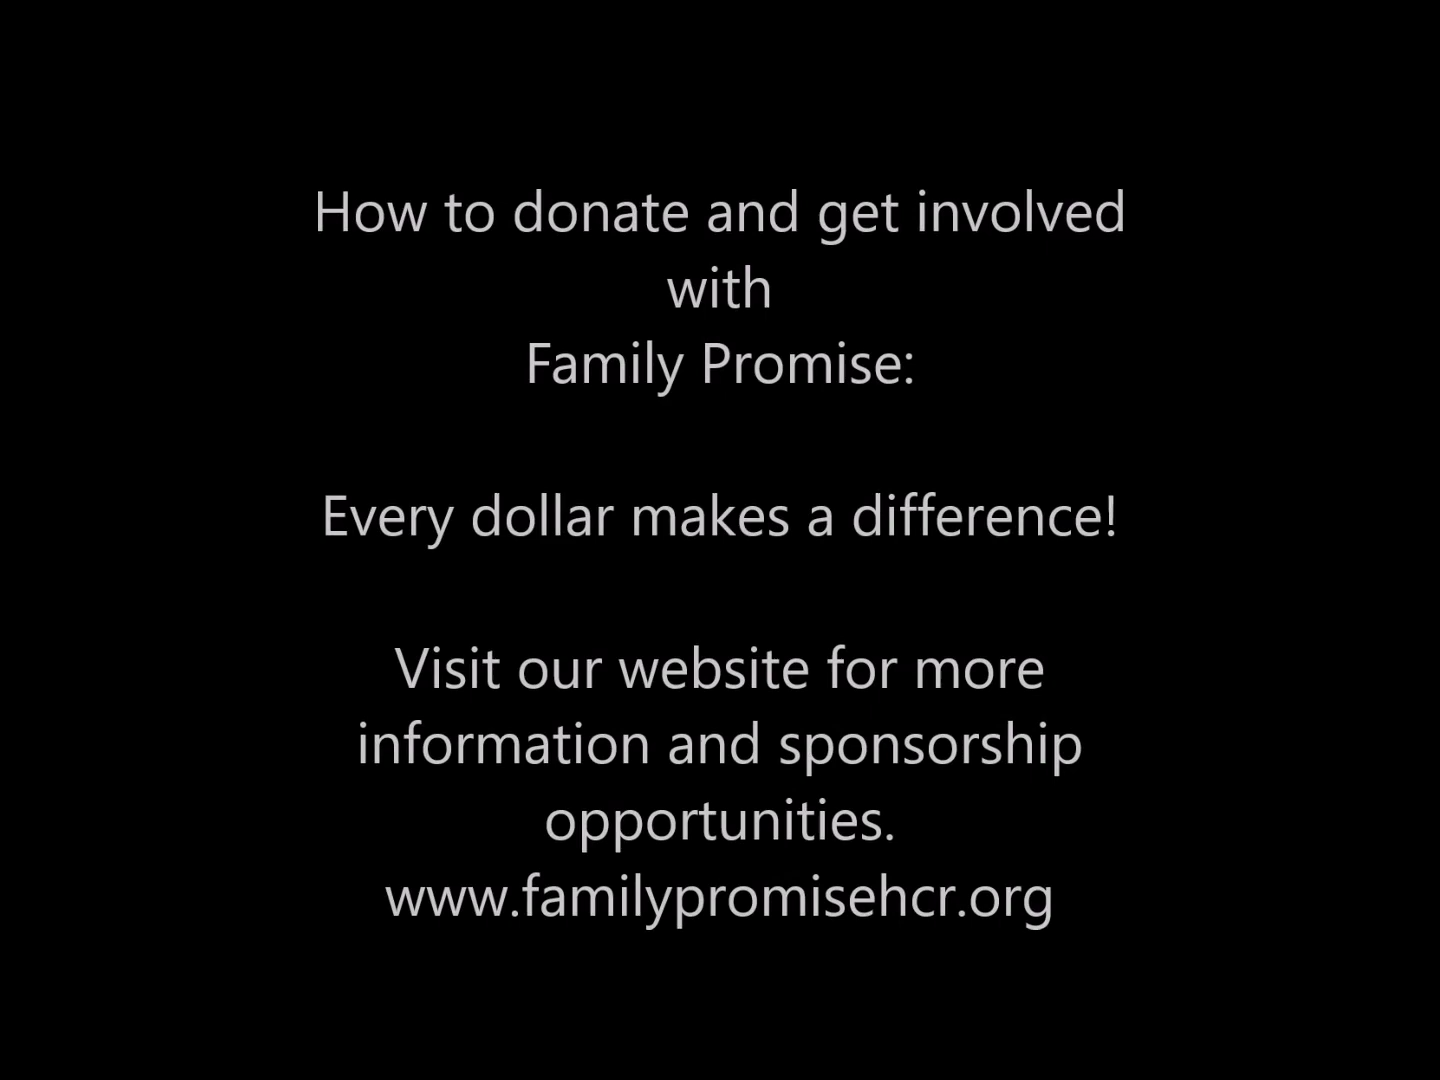 How to donate and get involved
with
Family Promise:
Every dollar makes a difference!
Visit our website for more
information and sponsorship
opportunities.
www.familypromisehcr.org